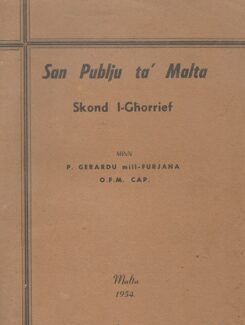 San Publju ta' Malta
Skond l-Għorrief
MINN
P. GERARDU mill-FURJANA
O.F.M. CAP.
Malta
1954.